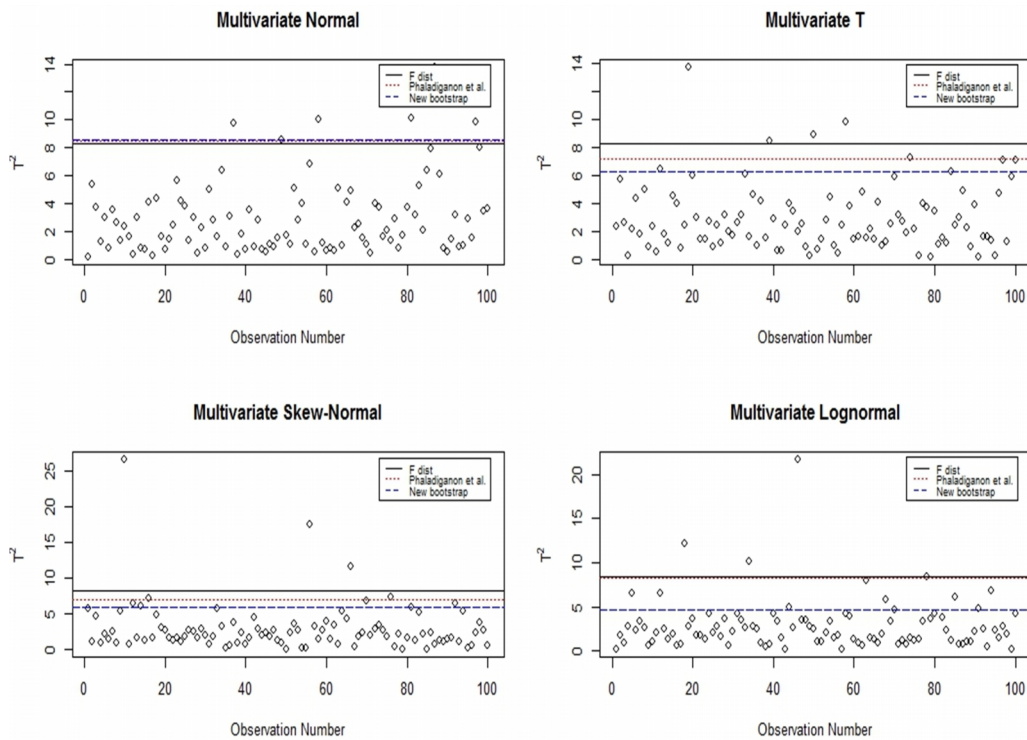 Multivariate Normal
T²
14
10
8
6
4
2
0
F dist
Phaladiganon et al.
New bootstrap
0 20 40 60 80 100
Observation Number
Multivariate T
T²
14
10
8
6
4
2
0
F dist
Phaladiganon et al.
New bootstrap
0 20 40 60 80 100
Observation Number
Multivariate Skew-Normal
T²
25
20
15
10
5
0
F dist
Phaladiganon et al.
New bootstrap
0 20 40 60 80 100
Observation Number
Multivariate Lognormal
T²
20
15
10
5
0
F dist
Phaladiganon et al.
New bootstrap
0 20 40 60 80 100
Observation Number